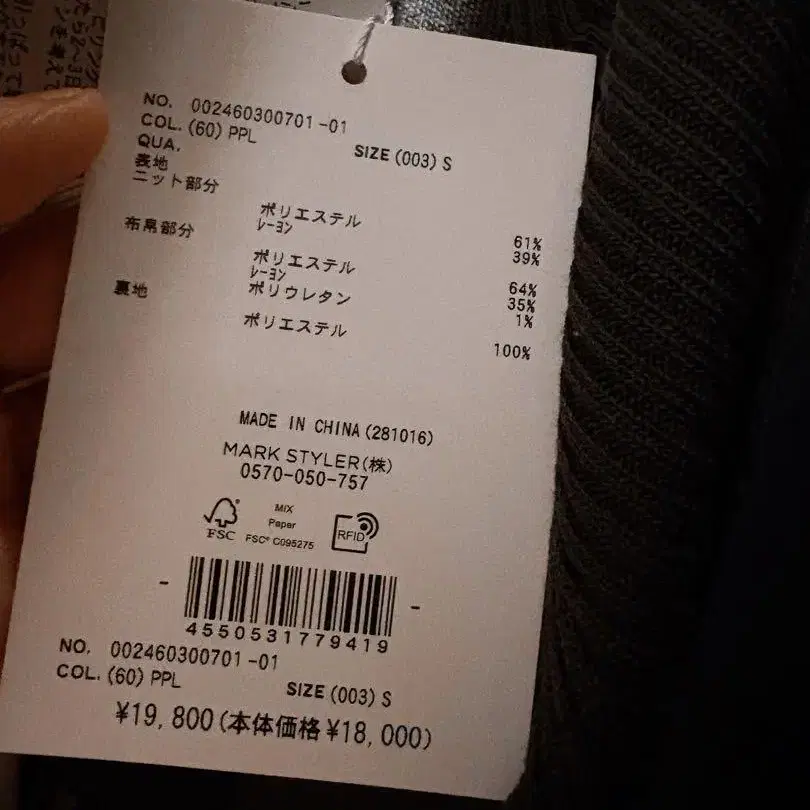 NO. 002460300701-01
COL. (60) PPL
SIZE (003) S
QUA.
表地
ニット部分
ポリエステル 61%
レーヨン 39%
布帛部分
ポリエステル 64%
レーヨン 35%
ポリウレタン 1%
裏地
ポリエステル 100%
MADE IN CHINA (281016)
MARK STYLER(株)
0570-050-757
FSC
MIX
Paper
FSC® C095275
RFID
4550531779419
NO. 002460300701-01
COL. (60) PPL
SIZE (003) S
¥19,800(本体価格¥18,000)